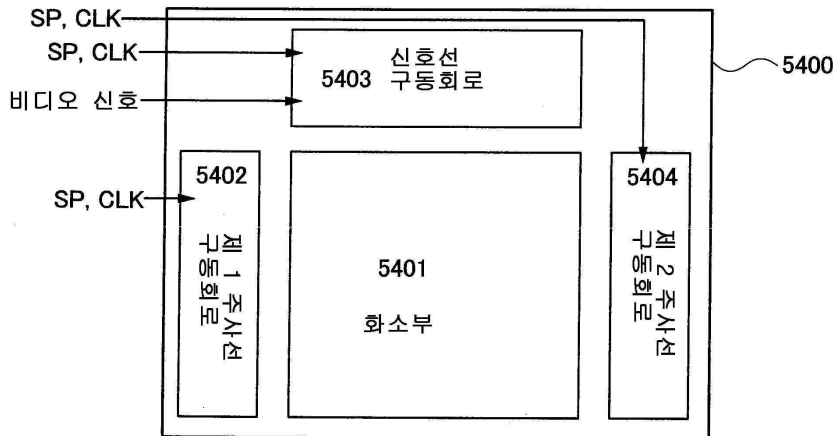 SP, CLK
SP, CLK
신호선
5403 구동회로
5400
비디오 신호
5402
SP, CLK
제 1 주사선
구동회로
5401
화소부
5404
제 2 주사선
구동회로